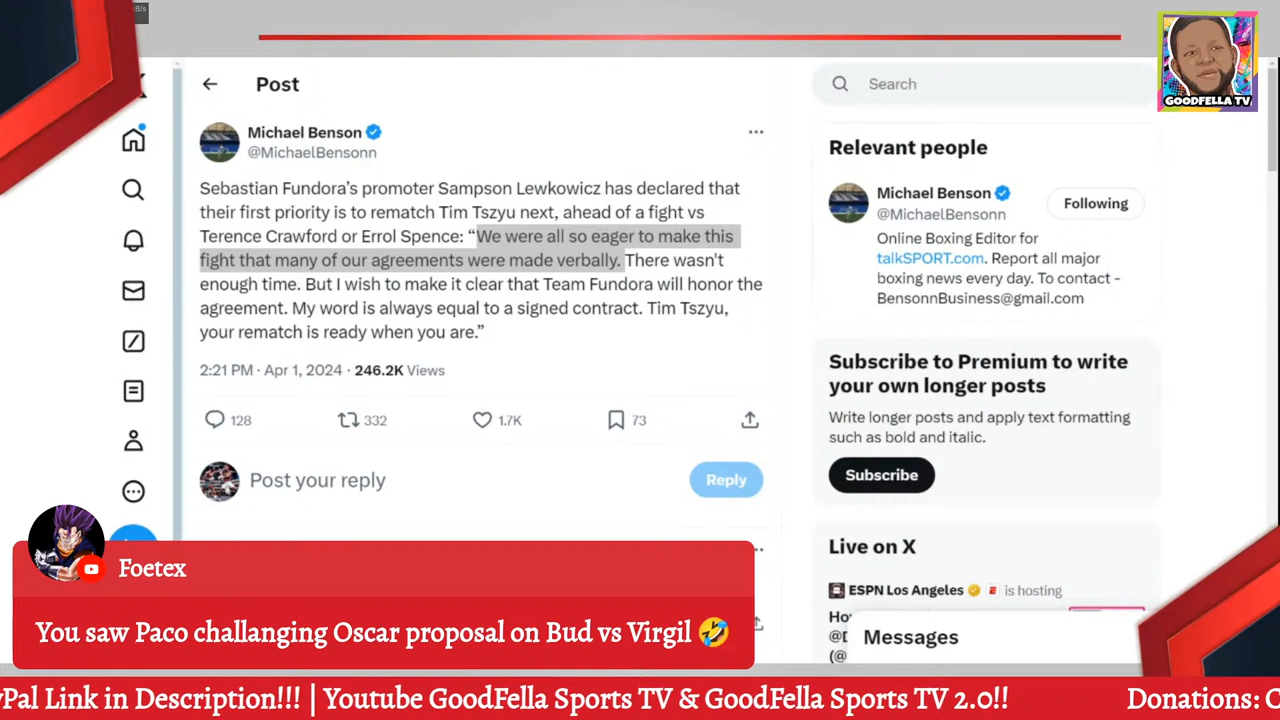 B/s
GOODFELLA TV
Post
Search
Michael Benson
@MichaelBensonn
Sebastian Fundora's promoter Sampson Lewkowicz has declared that
their first priority is to rematch Tim Tszyu next, ahead of a fight vs
Terence Crawford or Errol Spence: “We were all so eager to make this
fight that many of our agreements were made verbally. There wasn't
enough time. But I wish to make it clear that Team Fundora will honor the
agreement. My word is always equal to a signed contract. Tim Tszyu,
your rematch is ready when you are.”
2:21 PM · Apr 1, 2024 · 246.2K Views
128 332 1.7K 73
Post your reply
Reply
Relevant people
Michael Benson
@MichaelBensonn
Following
Online Boxing Editor for
talkSPORT.com. Report all major
boxing news every day. To contact -
BensonnBusiness@gmail.com
Subscribe to Premium to write
your own longer posts
Write longer posts and apply text formatting
such as bold and italic.
Subscribe
Live on X
ESPN Los Angeles is hosting
Messages
Foetex
You saw Paco challanging Oscar proposal on Bud vs Virgil 🤣
yPal Link in Description!!! | Youtube GoodFella Sports TV & GoodFella Sports TV 2.0!! Donations: C